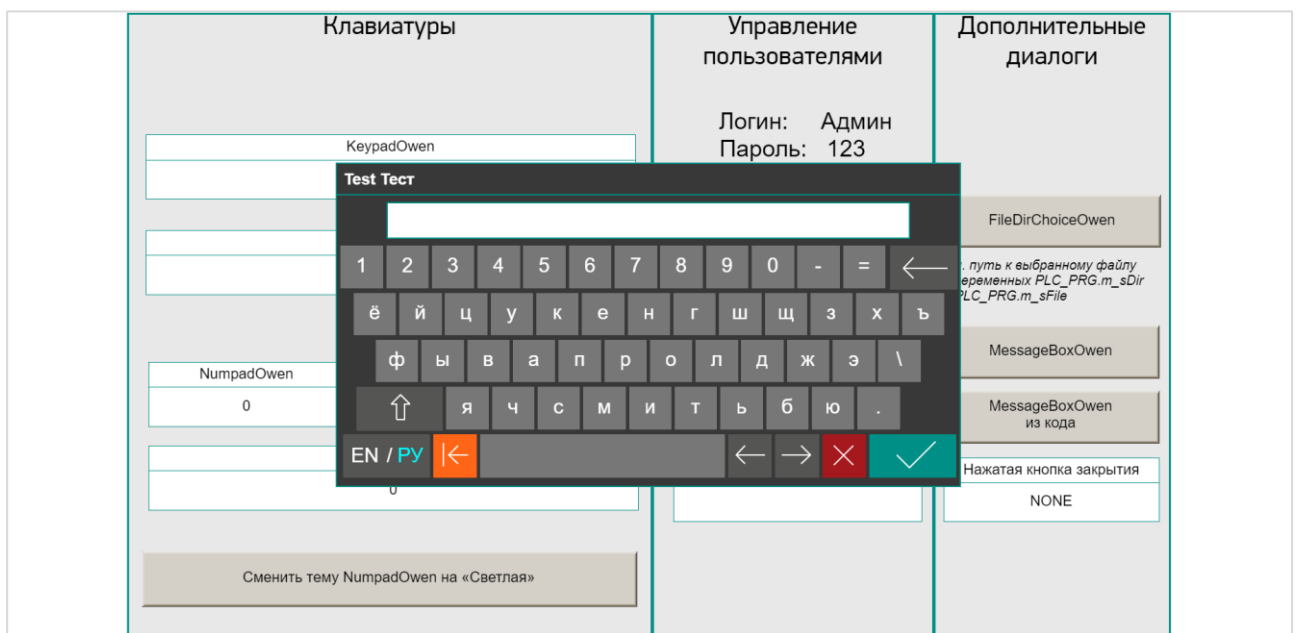 Клавиатуры
Управление
пользователями
Дополнительные
диалоги
Логин: Админ
Пароль: 123
KeypadOwen
Test Тест
1 2 3 4 5 6 7 8 9 0 - =
ё й ц у к е н г ш щ з х ъ
ф ы в а п р о л д ж э \
я ч с м и т ь б ю .
EN / РУ
FileDirChoiceOwen
. путь к выбранному файлу
PLC_PRG.m_sDir
PLC_PRG.m_sFile
NumpadOwen
0
0
MessageBoxOwen
MessageBoxOwen
из кода
Нажатая кнопка закрытия
NONE
Сменить тему NumpadOwen на «Светлая»